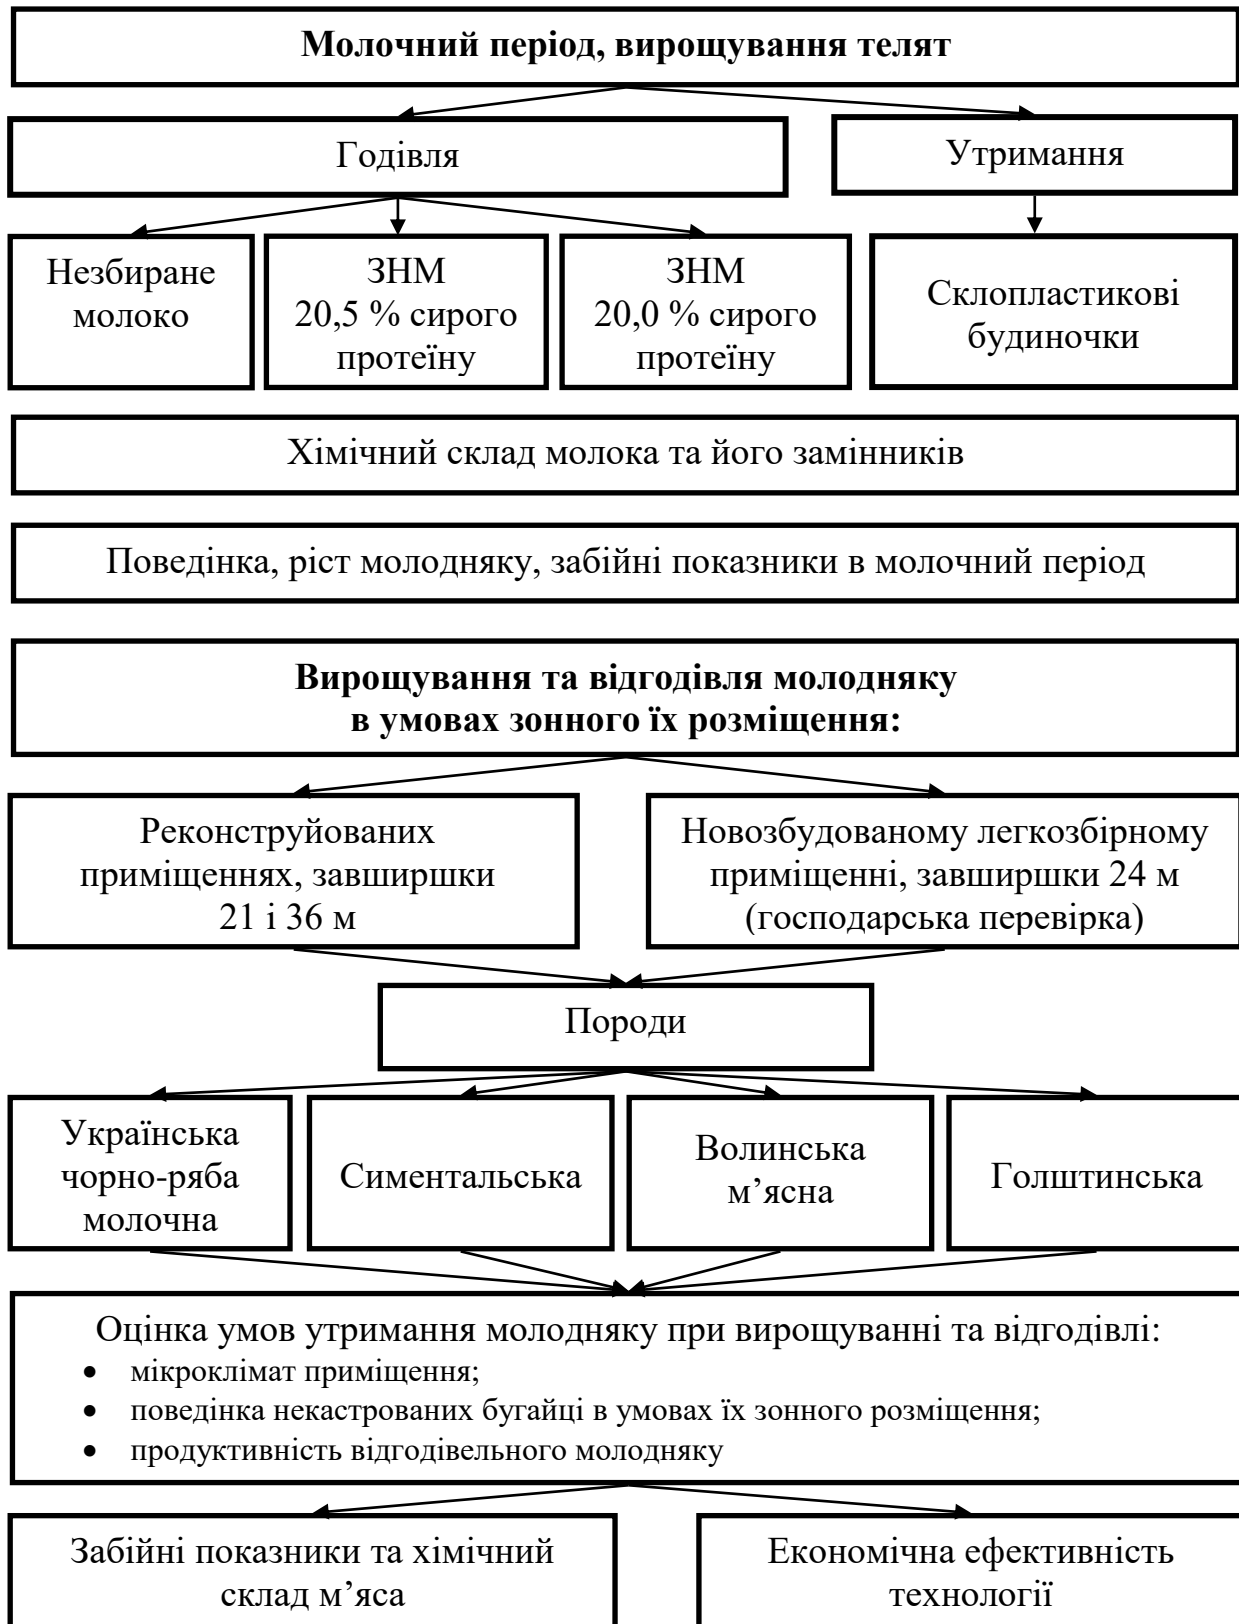 Молочний період, вирощування телят
Годівля
Утримання
Незбиране
молоко
ЗНМ
20,5 % сирого
протеїну
ЗНМ
20,0 % сирого
протеїну
Склопластикові
будиночки
Хімічний склад молока та його замінників
Поведінка, ріст молодняку, забійні показники в молочний період
Вирощування та відгодівля молодняку
в умовах зонного їх розміщення:
Реконструйованих
приміщеннях, завширшки
21 і 36 м
Новозбудованому легкозбірному
приміщенні, завширшки 24 м
(господарська перевірка)
Породи
Українська
чорно-ряба
молочна
Симентальська
Волинська
м’ясна
Голштинська
Оцінка умов утримання молодняку при вирощуванні та відгодівлі:
• мікроклімат приміщення;
• поведінка некастрованих бугайці в умовах їх зонного розміщення;
• продуктивність відгодівельного молодняку
Забійні показники та хімічний
склад м’яса
Економічна ефективність
технології